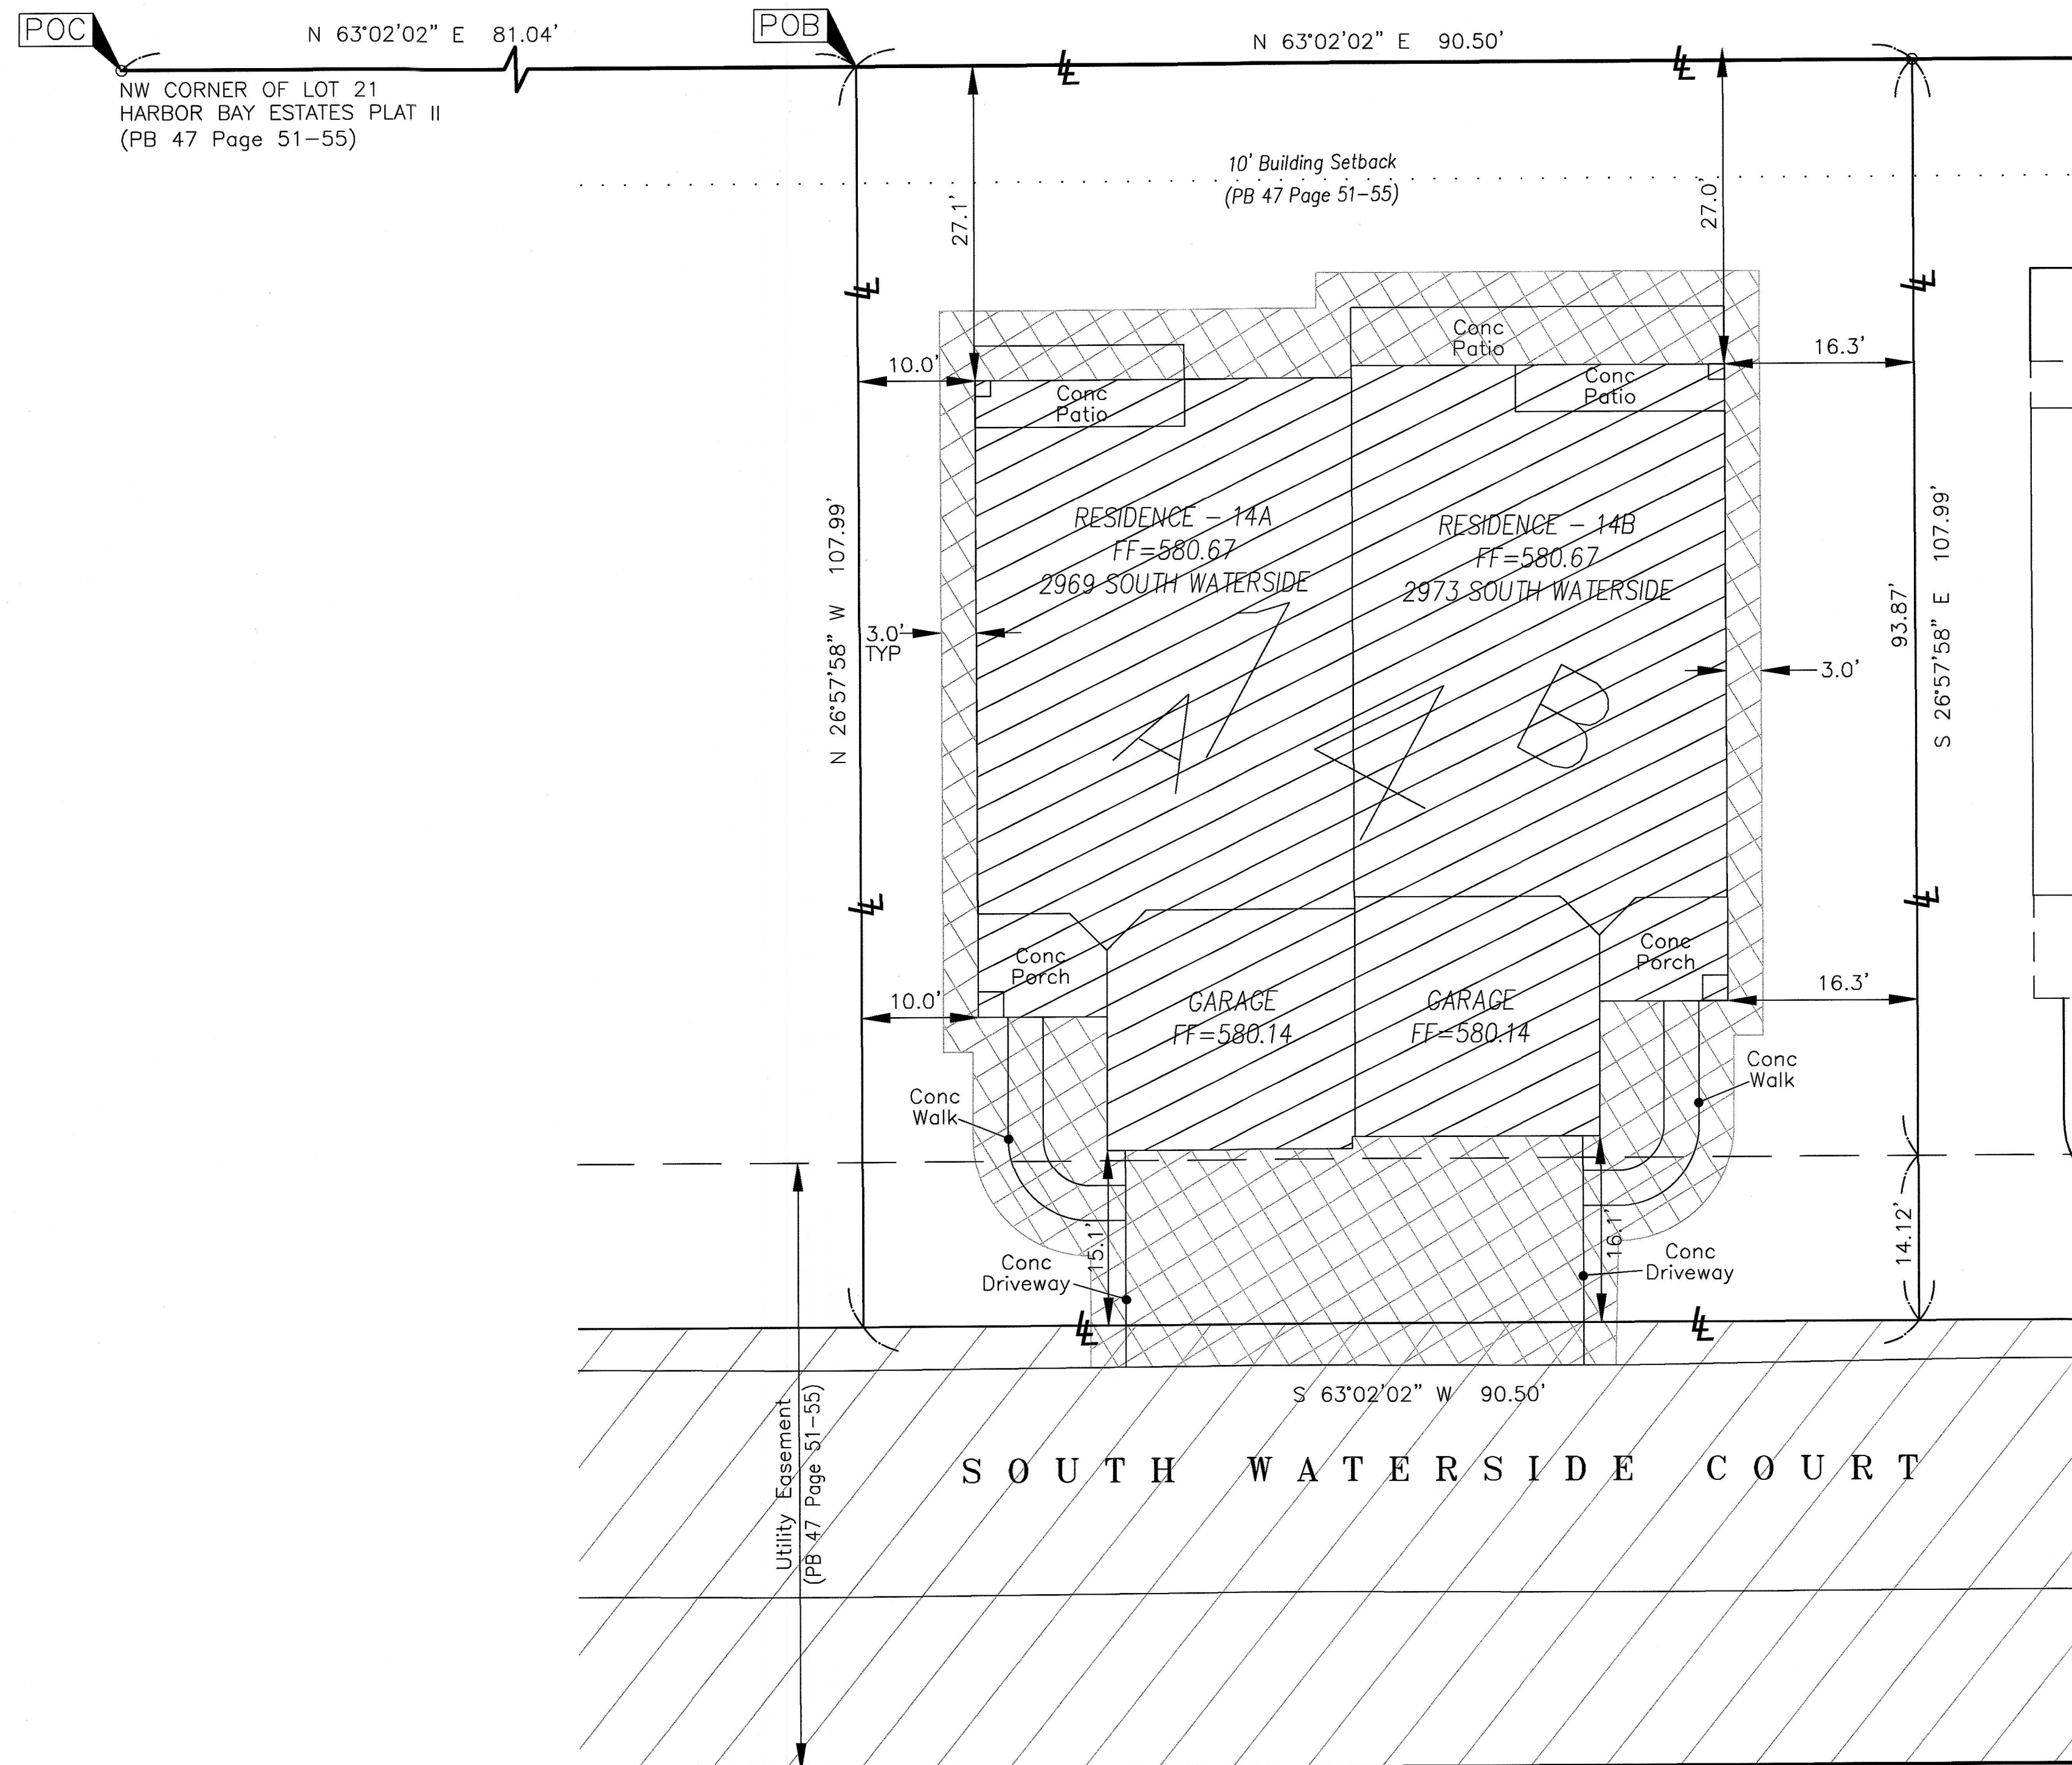 POC
N 63°02'02" E 81.04'
POB
N 63°02'02" E 90.50'
NW CORNER OF LOT 21
HARBOR BAY ESTATES PLAT II
(PB 47 Page 51-55)
10' Building Setback
(PB 47 Page 51-55)
27.1'
27.0'
Conc
Patio
10.0'
16.3'
Conc
Patio
Conc
Patio
N 26°57'58" W 107.99'
RESIDENCE - 14A
FF=580.67
2969 SOUTH WATERSIDE
RESIDENCE - 14B
FF=580.67
2973 SOUTH WATERSIDE
93.87'
S 26°57'58" E 107.99'
3.0'
TYP
3.0'
A7
7B
Conc
Porch
Conc
Porch
10.0'
16.3'
GARAGE
FF=580.14
GARAGE
FF=580.14
Conc
Walk
Conc
Walk
15.1'
16.1'
14.12'
Conc
Driveway
Conc
Driveway
Utility Easement
(PB 47 Page 51-55)
S 63°02'02" W 90.50'
SOUTH WATERSIDE COURT